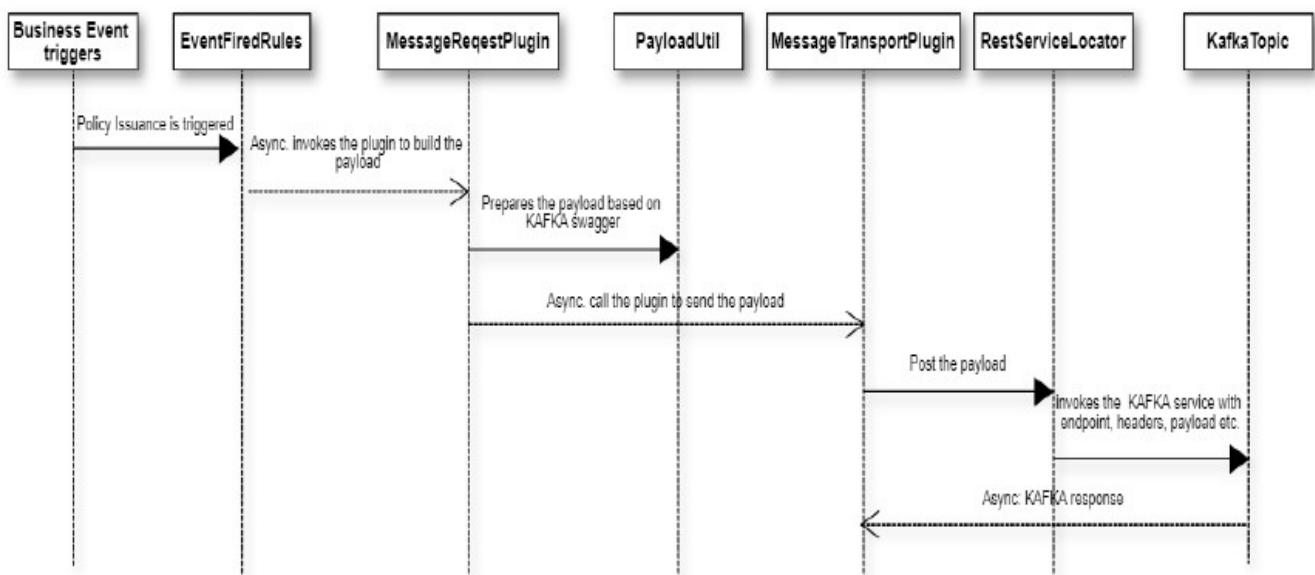 Business Event
triggers
EventFiredRules
MessageReqestPlugin
PayloadUtil
MessageTransportPlugin
RestServiceLocator
KafkaTopic
Policy Issuance is triggered
Async. invokes the plugin to build the
payload
Prepares the payload based on
KAFKA swagger
Async. call the plugin to send the payload
Post the payload
invokes the KAFKA service with
endpoint, headers, payload etc.
Async: KAFKA response